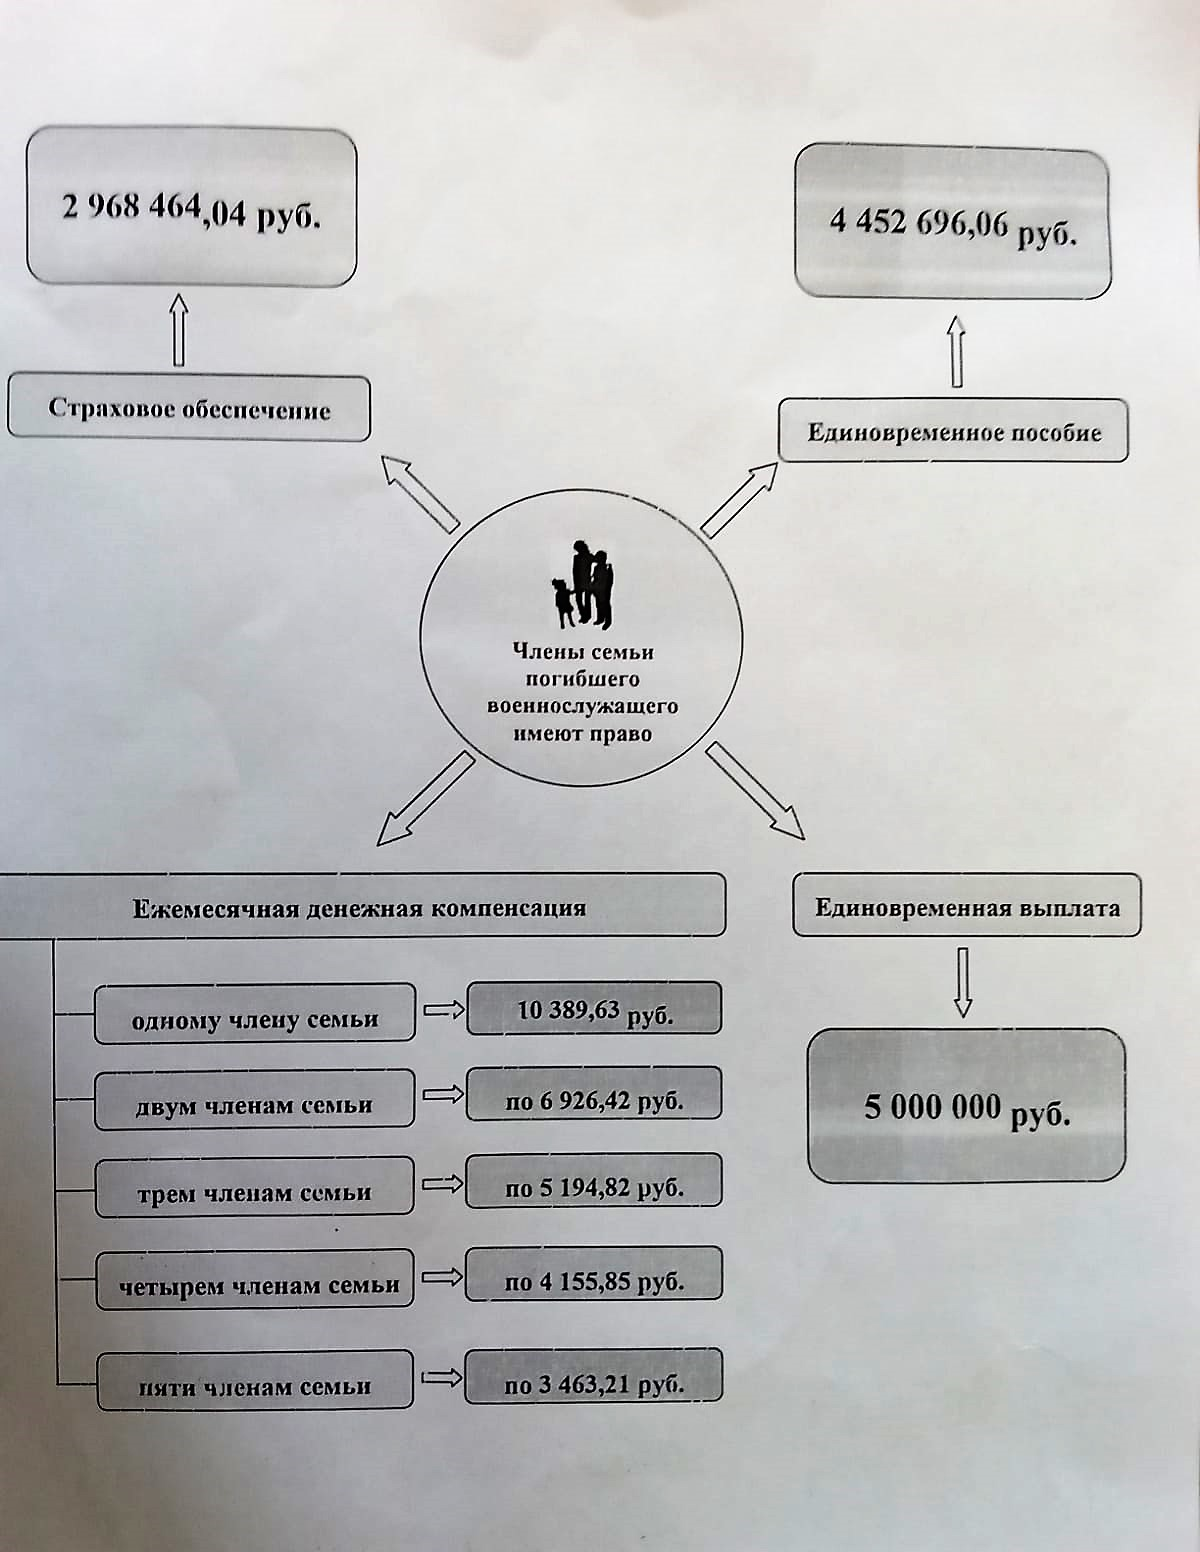 2 968 464,04 руб.
4 452 696,06 руб.
Страховое обеспечение
Единовременное пособие
Члены семьи
погибшего
военнослужащего
имеют право
Ежемесячная денежная компенсация
Единовременная выплата
одному члену семьи
10 389,63 руб.
двум членам семьи
по 6 926,42 руб.
5 000 000 руб.
трем членам семьи
по 5 194,82 руб.
четырем членам семьи
по 4 155,85 руб.
пяти членам семьи
по 3 463,21 руб.